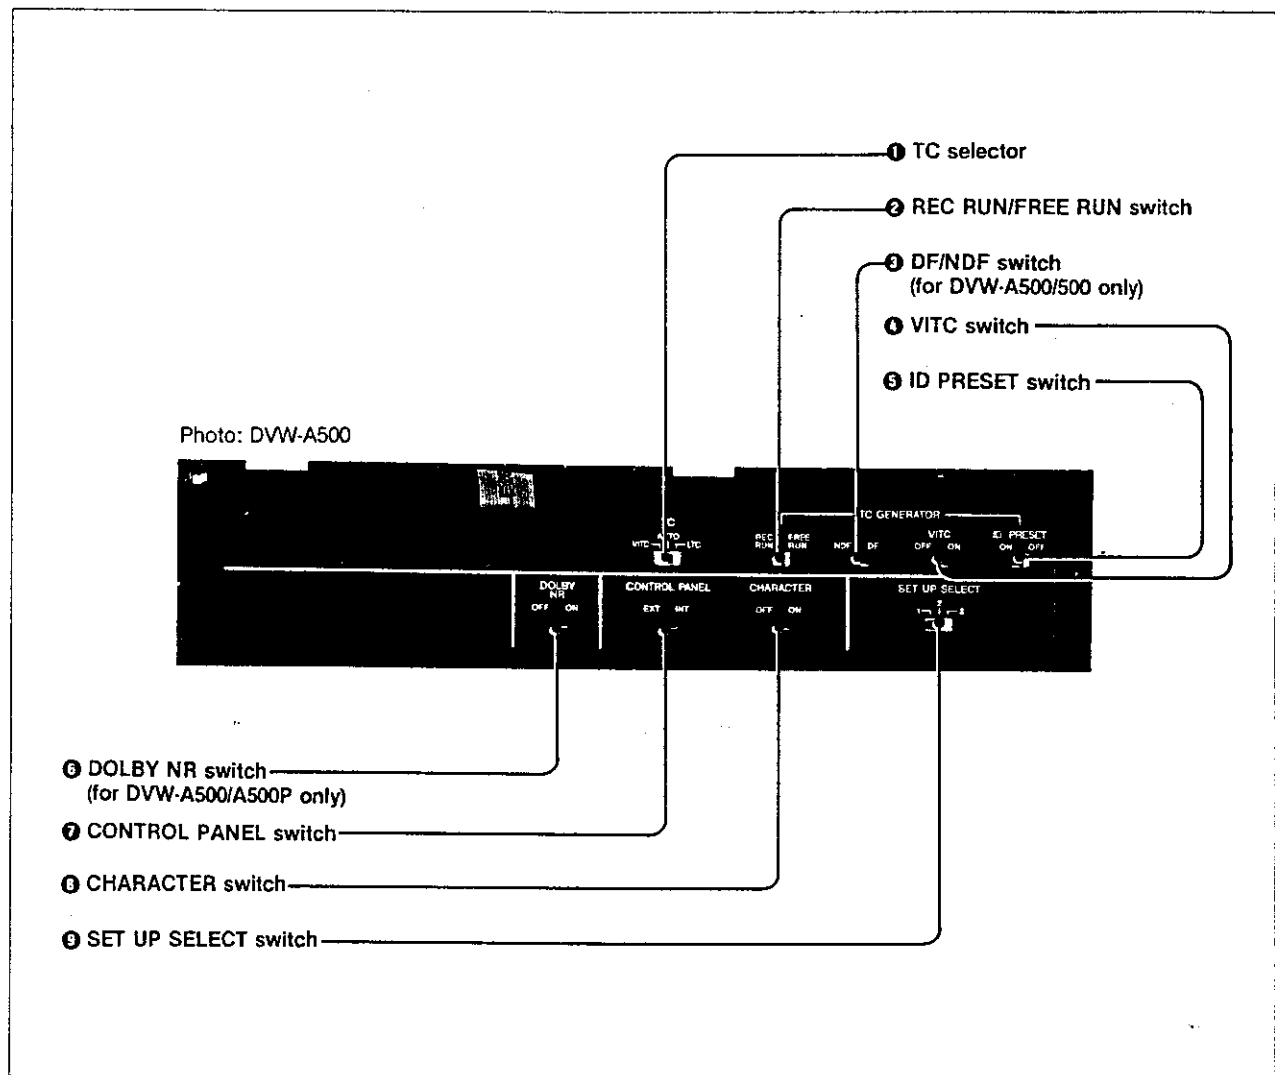 ❶ TC selector
❷ REC RUN/FREE RUN switch
❸ DF/NDF switch
(for DVW-A500/500 only)
❹ VITC switch
❺ ID PRESET switch
Photo: DVW-A500
TC GENERATOR
TC
AUTO
VITC LTC
REC RUN
FREE RUN
NDF DF
VITC
OFF ON
ID PRESET
ON OFF
DOLBY NR
OFF ON
CONTROL PANEL
EXT INT
CHARACTER
OFF ON
SET UP SELECT
1 2 3
❻ DOLBY NR switch
(for DVW-A500/A500P only)
❼ CONTROL PANEL switch
❽ CHARACTER switch
❾ SET UP SELECT switch